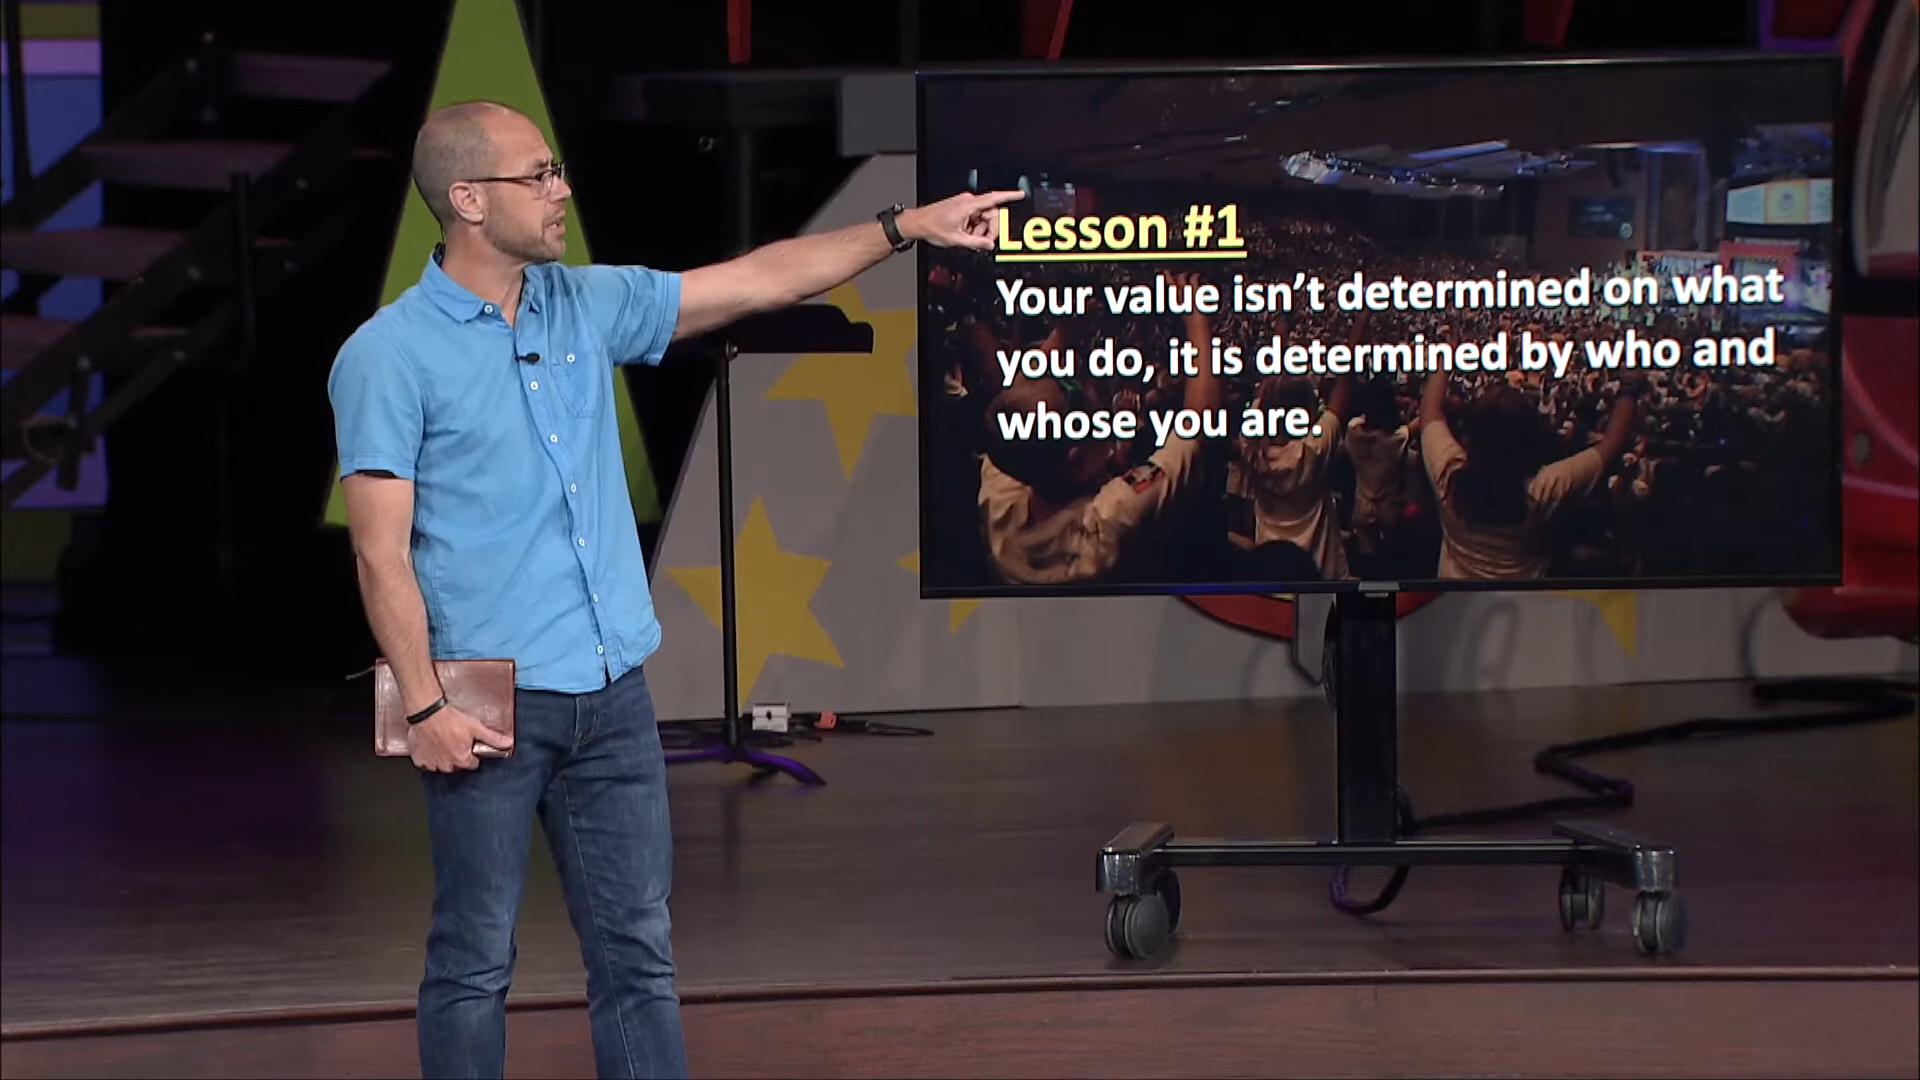 Lesson #1
Your value isn’t determined on what
you do, it is determined by who and
whose you are.